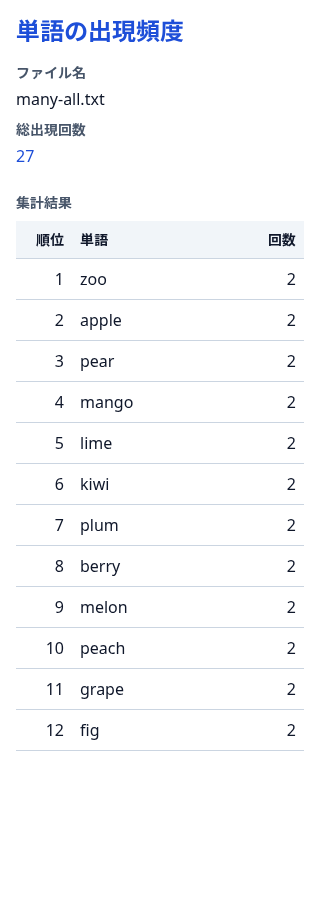 単語の出現頻度
ファイル名
many-all.txt
総出現回数
27
集計結果
順位 単語 回数
1 zoo 2
2 apple 2
3 pear 2
4 mango 2
5 lime 2
6 kiwi 2
7 plum 2
8 berry 2
9 melon 2
10 peach 2
11 grape 2
12 fig 2